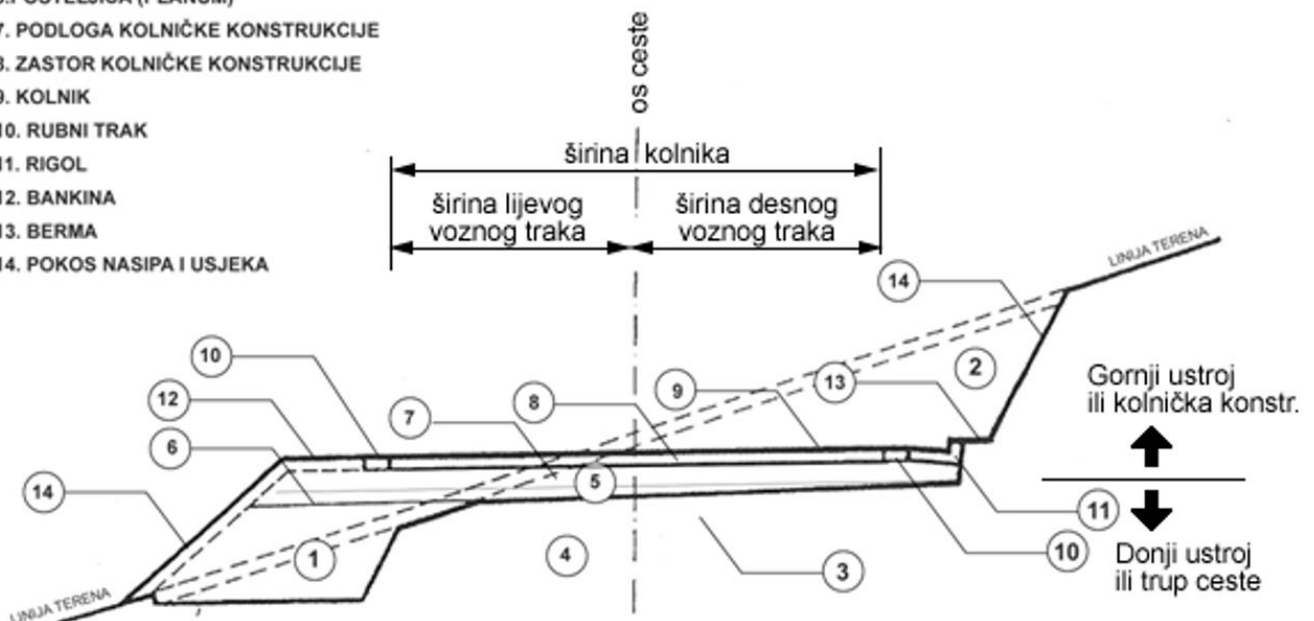 7. PODLOGA KOLNIČKE KONSTRUKCIJE
8. ZASTOR KOLNIČKE KONSTRUKCIJE
9. KOLNIK
10. RUBNI TRAK
11. RIGOL
12. BANKINA
13. BERMA
14. POKOS NASIPA I USJEKA
os ceste
širina kolnika
širina lijevog
voznog traka
širina desnog
voznog traka
LINIJA TERENA
14
2
10
13
9
8
7
12
6
Gornji ustroj
ili kolnička konstr.
14
5
11
1
4
3
10
Donji ustroj
ili trup ceste
LINIJA TERENA